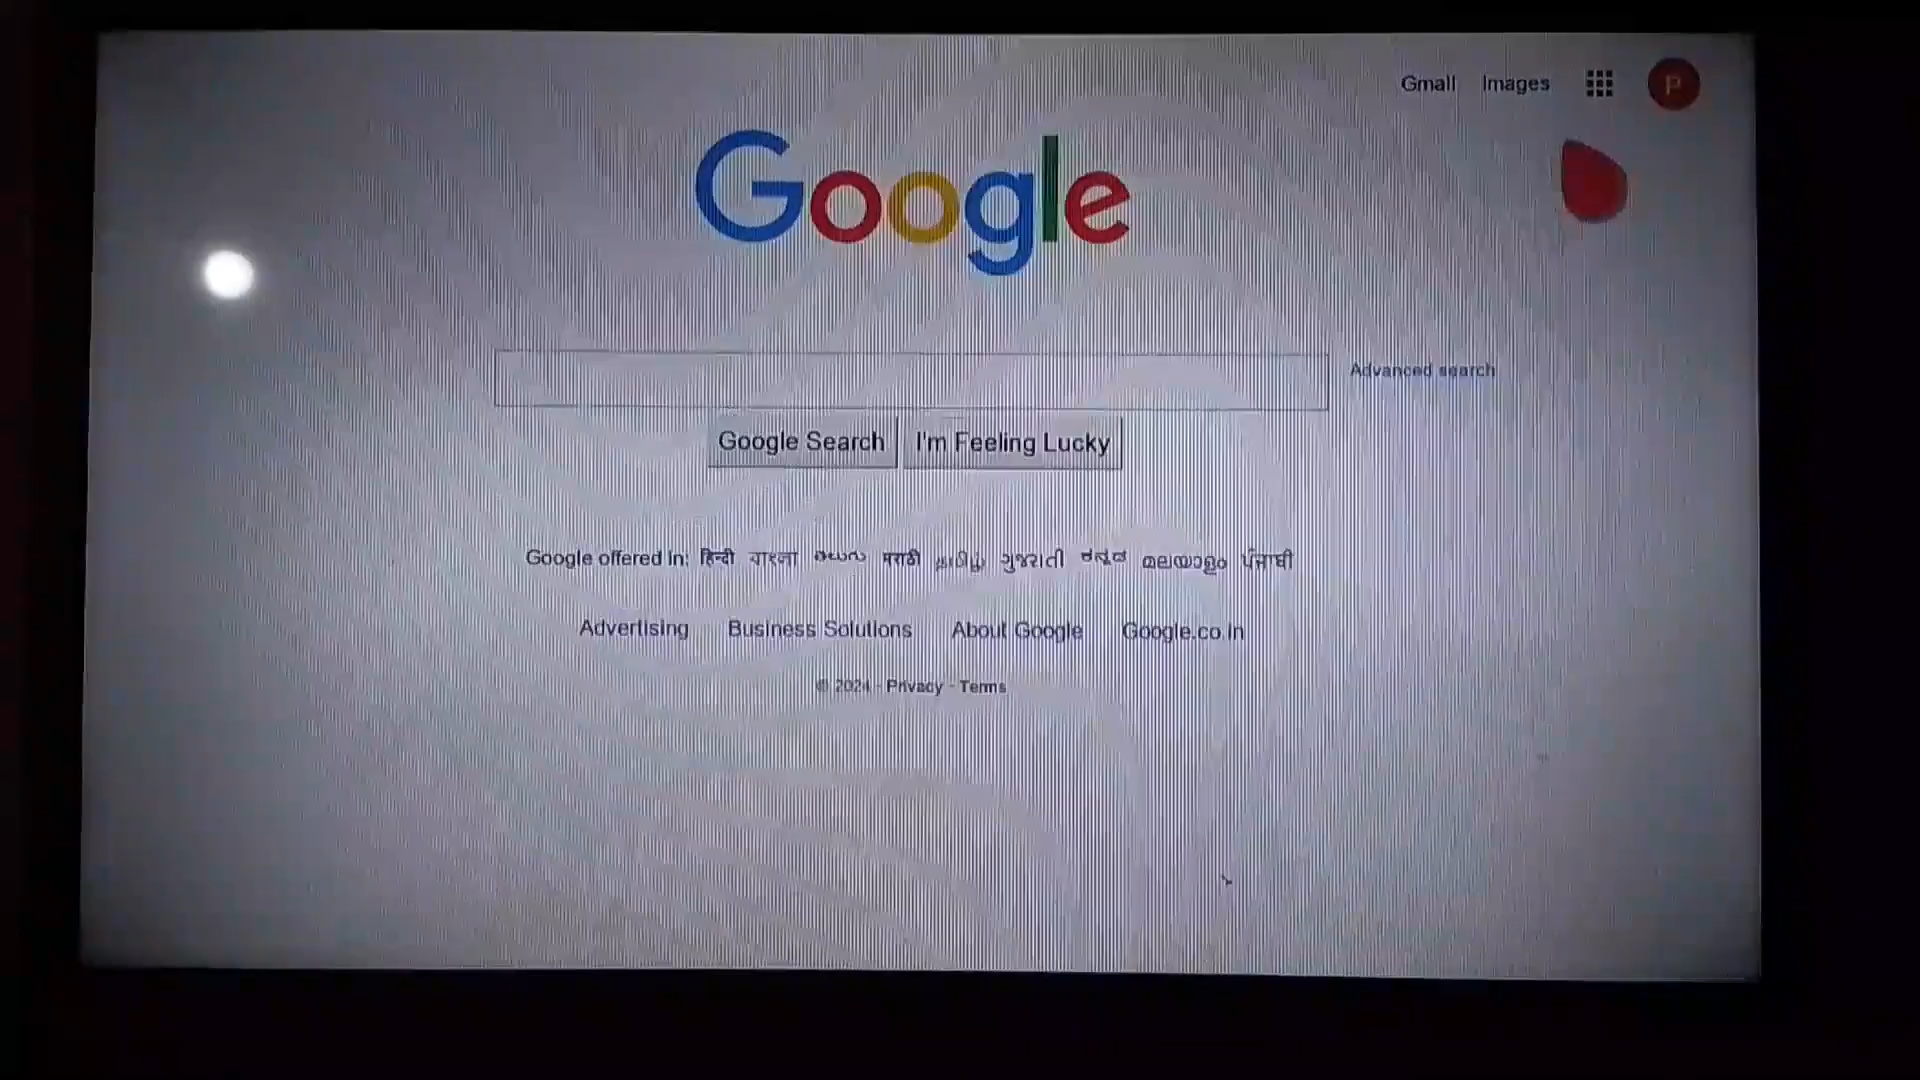 Gmail Images
P
Google
Advanced search
Google Search I'm Feeling Lucky
Google offered in: हिन्दी বাংলা తెలుగు मराठी தமிழ் ગુજરાતી ಕನ್ನಡ മലയാളം ਪੰਜਾਬੀ
Advertising Business Solutions About Google Google.co.in
© 2024 - Privacy - Terms